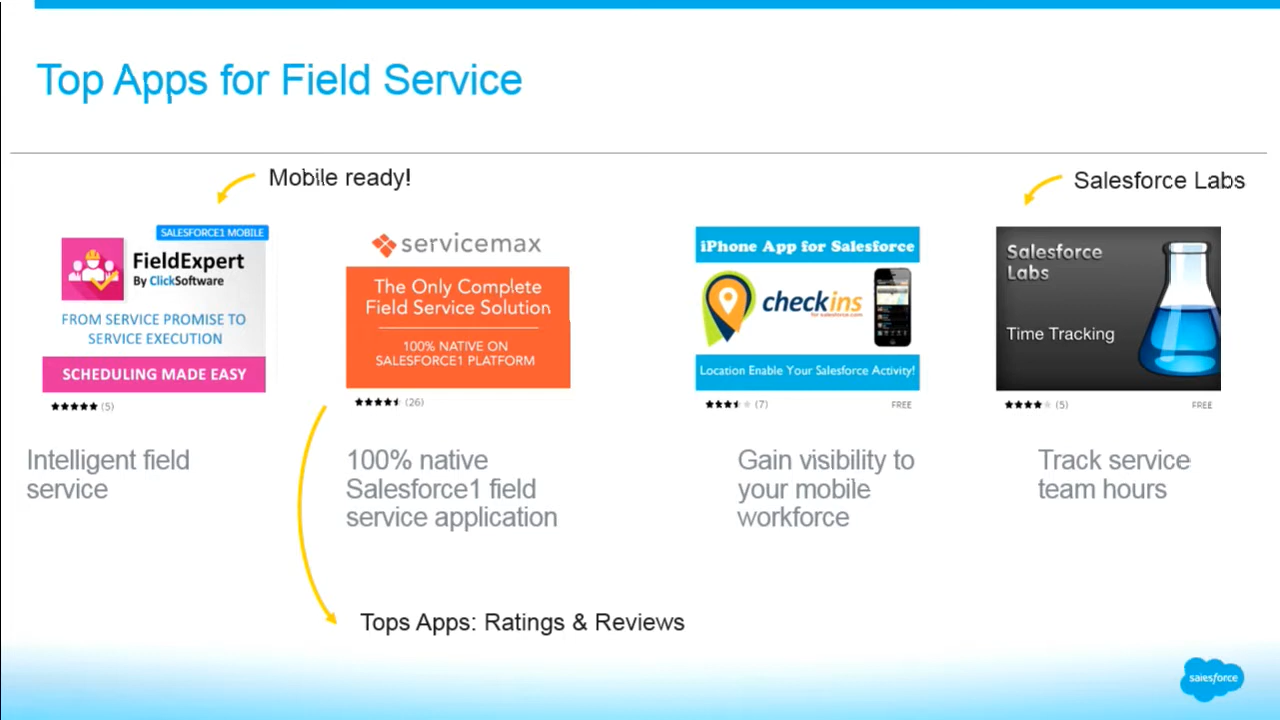 Top Apps for Field Service
Mobile ready!
Salesforce Labs
SALESFORCE1 MOBILE
FieldExpert
By ClickSoftware
FROM SERVICE PROMISE TO
SERVICE EXECUTION
SCHEDULING MADE EASY
(5)
Intelligent field
service
servicemax
The Only Complete
Field Service Solution
100% NATIVE ON
SALESFORCE1 PLATFORM
(26)
100% native
Salesforce1 field
service application
iPhone App for Salesforce
checkins
for salesforce.com
Location Enable Your Salesforce Activity!
(7) FREE
Gain visibility to
your mobile
workforce
Salesforce
Labs
Time Tracking
(5) FREE
Track service
team hours
Tops Apps: Ratings & Reviews
salesforce